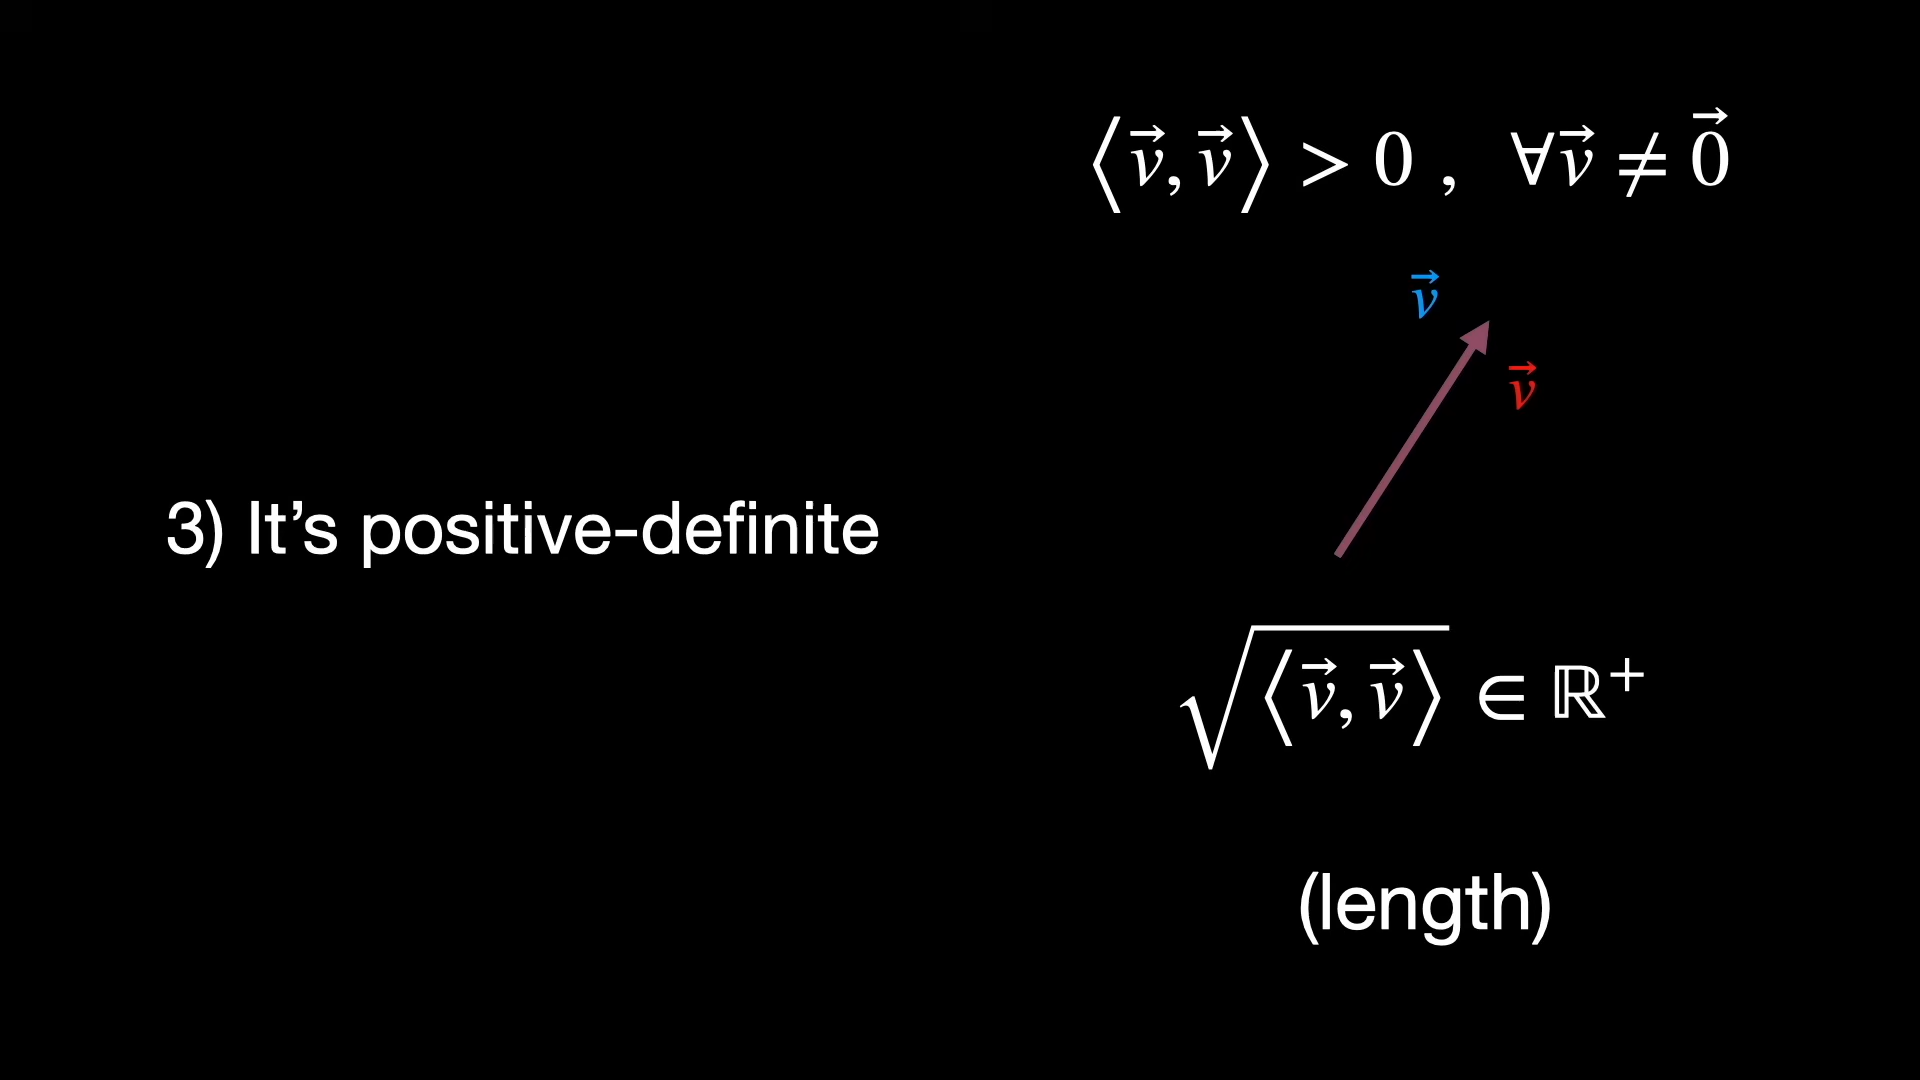 ⟨v⃗, v⃗⟩ > 0 , ∀v⃗ ≠ 0⃗
v⃗
v⃗
3) It’s positive-definite
√⟨v⃗, v⃗⟩ ∈ ℝ⁺
(length)